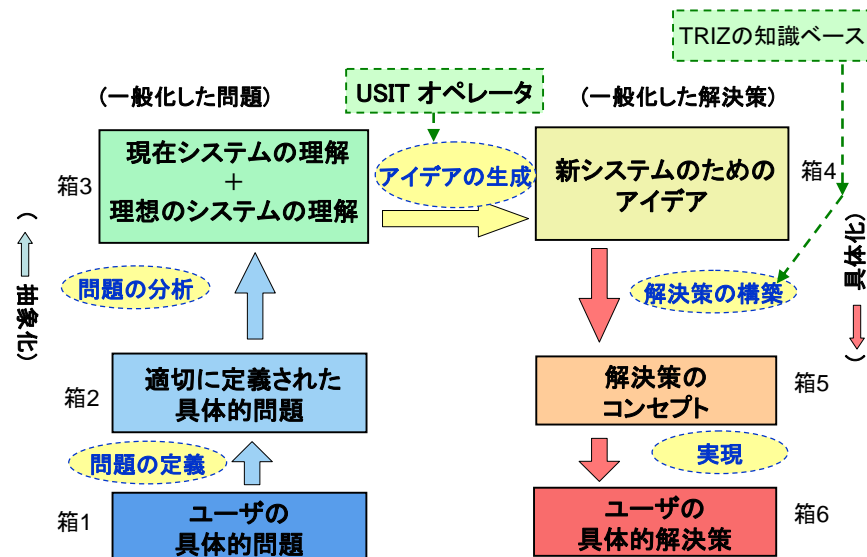 TRIZの知識ベース
(一般化した問題)
USIT オペレータ
(一般化した解決策)
箱3
現在システムの理解
+
理想のシステムの理解
アイデアの生成
新システムのための
アイデア
箱4
(抽象化)
問題の分析
解決策の構築
(具体化)
箱2
適切に定義された
具体的問題
解決策の
コンセプト
箱5
問題の定義
実現
箱1
ユーザの
具体的問題
ユーザの
具体的解決策
箱6